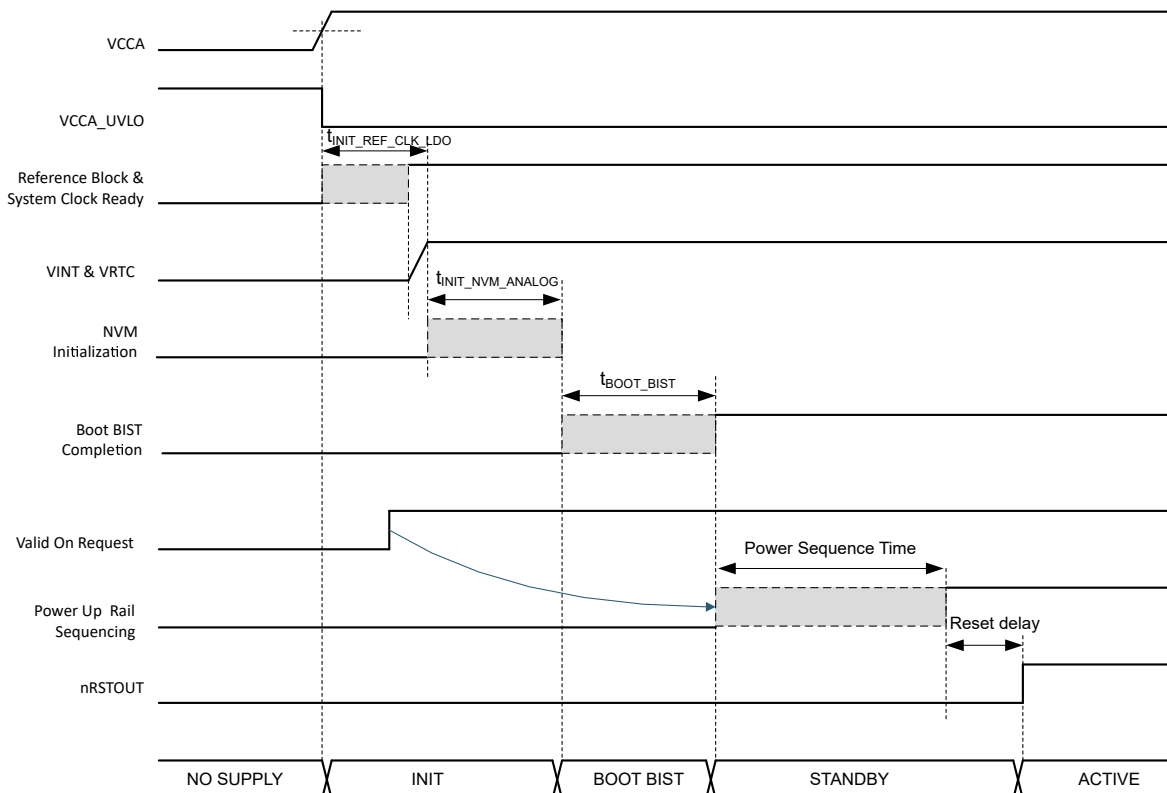 VCCA
VCCA_UVLO
tINIT_REF_CLK_LDO
Reference Block &
System Clock Ready
VINT & VRTC
tINIT_NVM_ANALOG
NVM
Initialization
tBOOT_BIST
Boot BIST
Completion
Valid On Request
Power Sequence Time
Power Up Rail
Sequencing
Reset delay
nRSTOUT
NO SUPPLY
INIT
BOOT BIST
STANDBY
ACTIVE